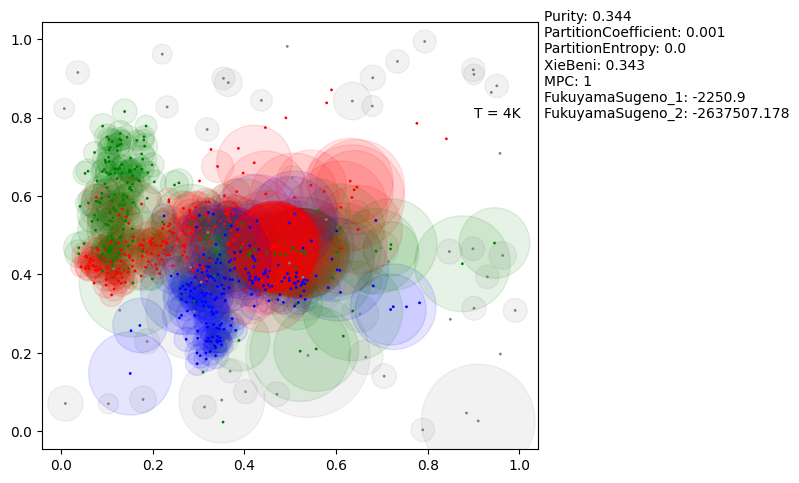 Purity: 0.344
PartitionCoefficient: 0.001
PartitionEntropy: 0.0
XieBeni: 0.343
MPC: 1
FukuyamaSugeno_1: -2250.9
FukuyamaSugeno_2: -2637507.178
T = 4K
1.0
0.8
0.6
0.4
0.2
0.0
0.0 0.2 0.4 0.6 0.8 1.0